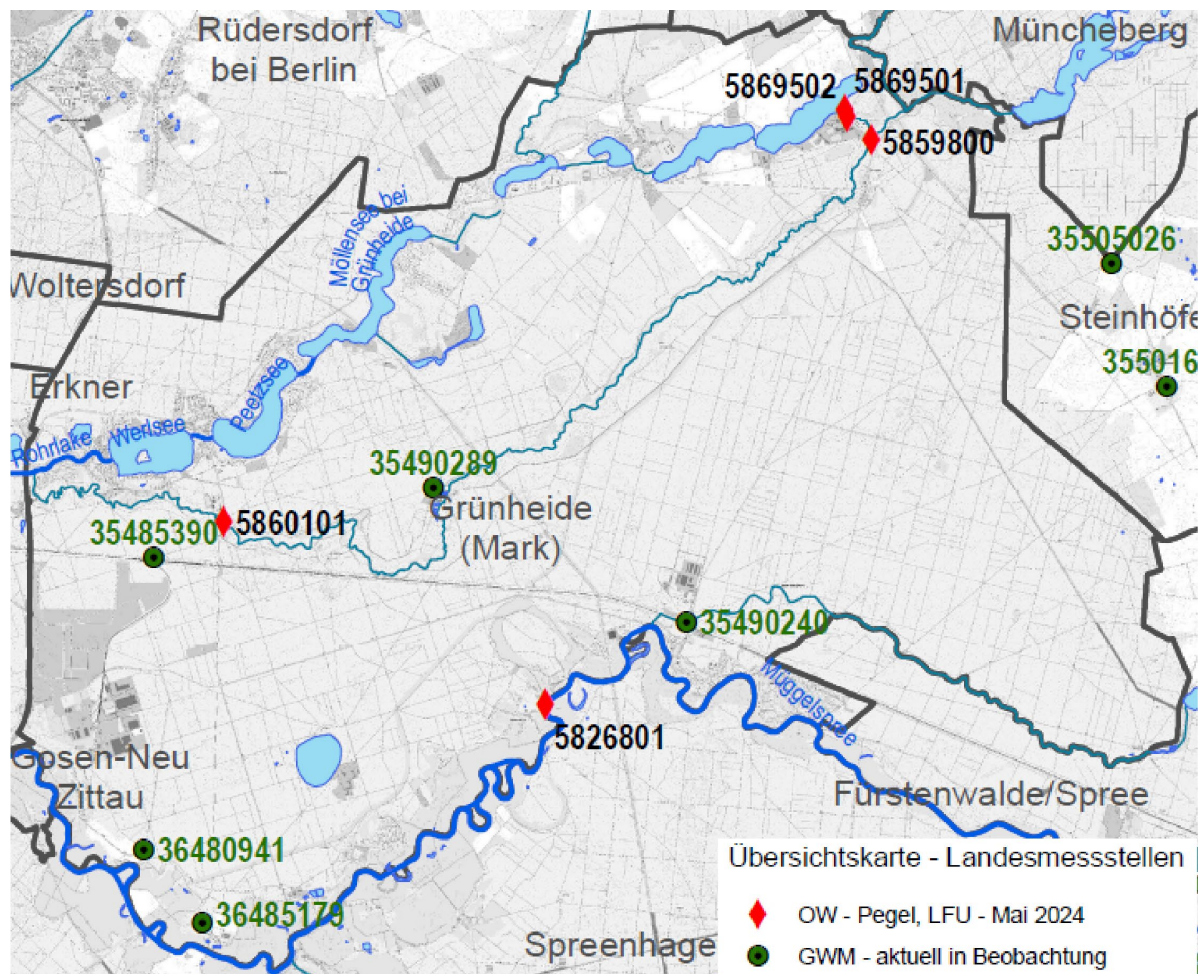 Rüdersdorf
bei Berlin
Müncheberg
5869502
5869501
5859800
Möllensee bei
Grünheide
35505026
Woltersdorf
Steinhöfe
355016
Erkner
Peetzsee
Rohrlake
Werlsee
35490289
Grünheide
(Mark)
5860101
35485390
35490240
Müggelspree
5826801
Gosen-Neu
Zittau
Fürstenwalde/Spree
36480941
36485179
Spreenhage
Übersichtskarte - Landesmessstellen
OW - Pegel, LFU - Mai 2024
GWM - aktuell in Beobachtung